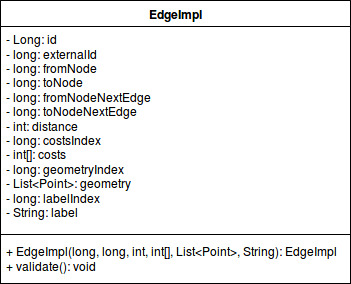 EdgeImpl
- Long: id
- long: externalId
- long: fromNode
- long: toNode
- long: fromNodeNextEdge
- long: toNodeNextEdge
- int: distance
- long: costsIndex
- int[]: costs
- long: geometryIndex
- List<Point>: geometry
- long: labelIndex
- String: label
+ EdgeImpl(long, long, int, int[], List<Point>, String): EdgeImpl
+ validate(): void